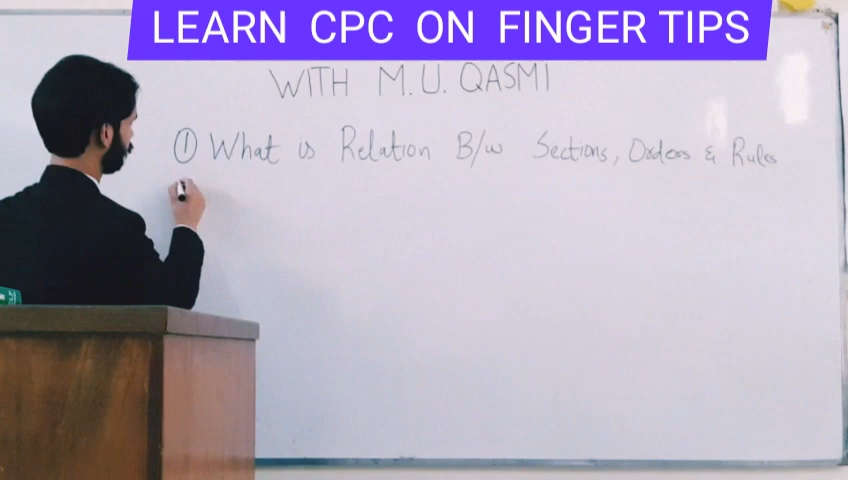 LEARN CPC ON FINGER TIPS
WITH M.U. QASMI
① What is Relation B/w Sections, Orders & Rules